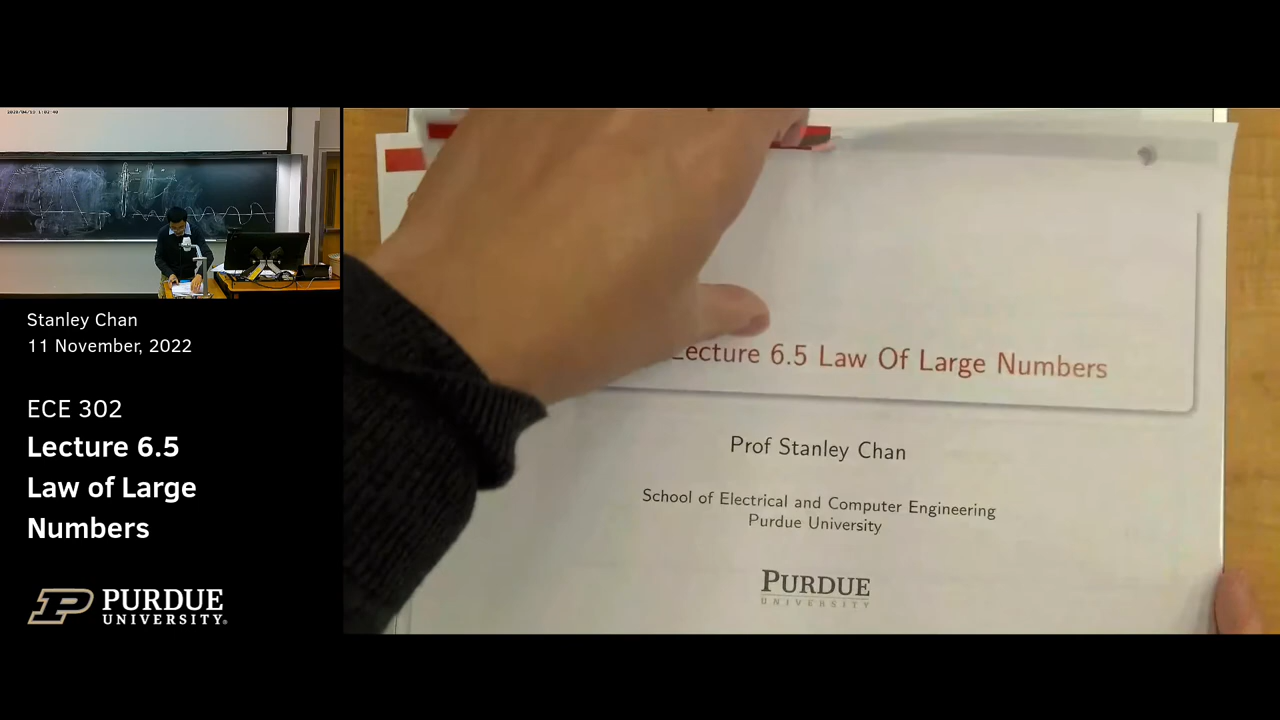 Stanley Chan
11 November, 2022
ECE 302
Lecture 6.5
Law of Large
Numbers
PURDUE
UNIVERSITY.
Lecture 6.5 Law Of Large Numbers
Prof Stanley Chan
School of Electrical and Computer Engineering
Purdue University
PURDUE
UNIVERSITY